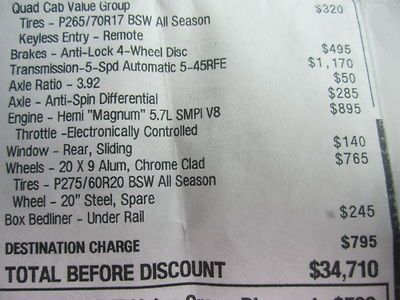 Quad Cab Value Group $320
Tires - P265/70R17 BSW All Season
Keyless Entry - Remote
Brakes - Anti-Lock 4-Wheel Disc $495
Transmission-5-Spd Automatic 5-45RFE $1,170
Axle Ratio - 3.92 $50
Axle - Anti-Spin Differential $285
Engine - Hemi "Magnum" 5.7L SMPI V8 $895
Throttle -Electronically Controlled
Window - Rear, Sliding $140
Wheels - 20 X 9 Alum, Chrome Clad $765
Tires - P275/60R20 BSW All Season
Wheel - 20" Steel, Spare
Box Bedliner - Under Rail $245
DESTINATION CHARGE $795
TOTAL BEFORE DISCOUNT $34,710